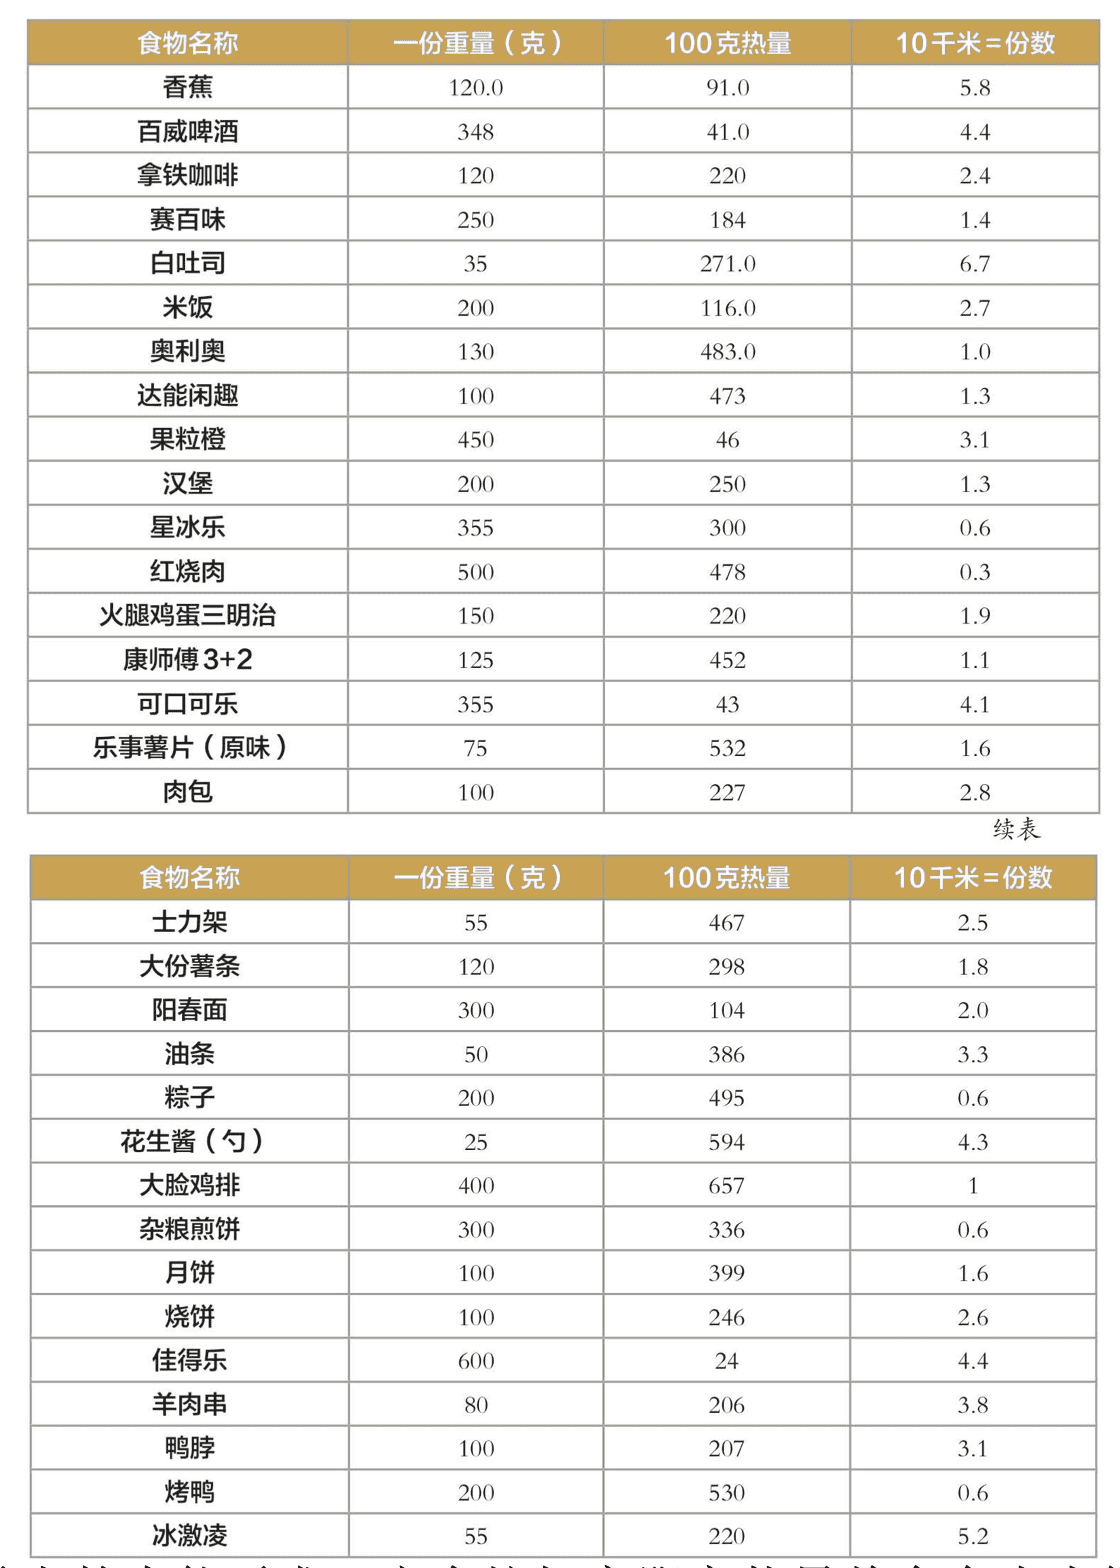 食物名称 一份重量（克） 100克热量 10千米=份数
香蕉 120.0 91.0 5.8
百威啤酒 348 41.0 4.4
拿铁咖啡 120 220 2.4
赛百味 250 184 1.4
白吐司 35 271.0 6.7
米饭 200 116.0 2.7
奥利奥 130 483.0 1.0
达能闲趣 100 473 1.3
果粒橙 450 46 3.1
汉堡 200 250 1.3
星冰乐 355 300 0.6
红烧肉 500 478 0.3
火腿鸡蛋三明治 150 220 1.9
康师傅3+2 125 452 1.1
可口可乐 355 43 4.1
乐事薯片（原味） 75 532 1.6
肉包 100 227 2.8
续表
食物名称 一份重量（克） 100克热量 10千米=份数
士力架 55 467 2.5
大份薯条 120 298 1.8
阳春面 300 104 2.0
油条 50 386 3.3
粽子 200 495 0.6
花生酱（勺） 25 594 4.3
大脸鸡排 400 657 1
杂粮煎饼 300 336 0.6
月饼 100 399 1.6
烧饼 100 246 2.6
佳得乐 600 24 4.4
羊肉串 80 206 3.8
鸭脖 100 207 3.1
烤鸭 200 530 0.6
冰激凌 55 220 5.2